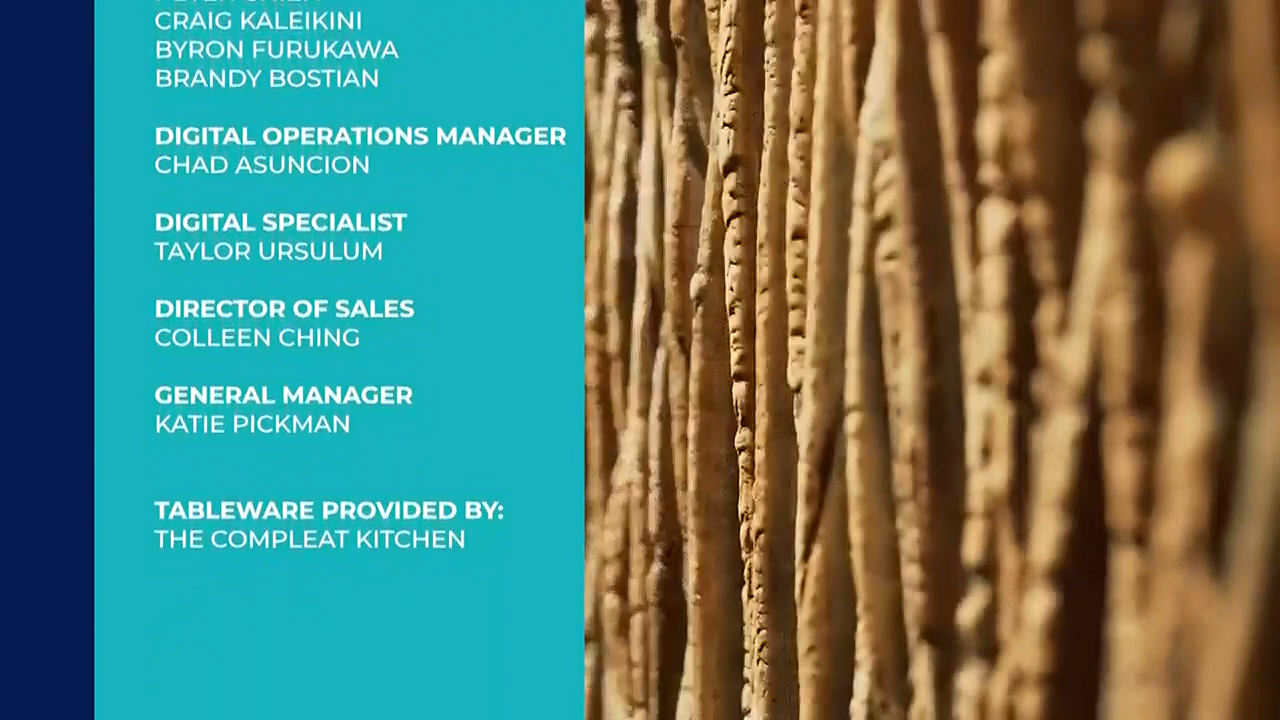 CRAIG KALEIKINI
BYRON FURUKAWA
BRANDY BOSTIAN
DIGITAL OPERATIONS MANAGER
CHAD ASUNCION
DIGITAL SPECIALIST
TAYLOR URSULUM
DIRECTOR OF SALES
COLLEEN CHING
GENERAL MANAGER
KATIE PICKMAN
TABLEWARE PROVIDED BY:
THE COMPLEAT KITCHEN